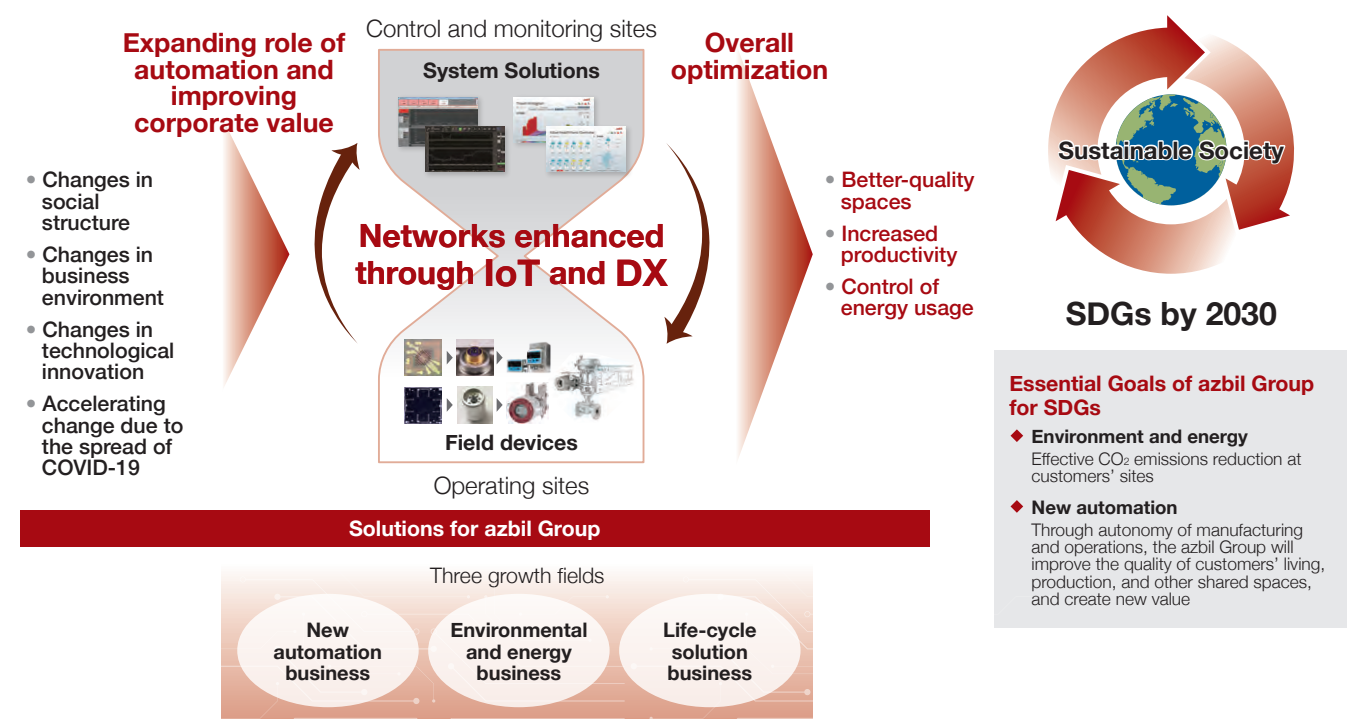 Expanding role of
automation and
improving
corporate value
• Changes in
social
structure
• Changes in
business
environment
• Changes in
technological
innovation
• Accelerating
change due to
the spread of
COVID-19
Control and monitoring sites
System Solutions
Networks enhanced
through IoT and DX
Field devices
Operating sites
Overall
optimization
• Better-quality
spaces
• Increased
productivity
• Control of
energy usage
Solutions for azbil Group
Three growth fields
New
automation
business
Environmental
and energy
business
Life-cycle
solution
business
Sustainable Society
SDGs by 2030
Essential Goals of azbil Group
for SDGs
◆ Environment and energy
Effective CO₂ emissions reduction at
customers’ sites
◆ New automation
Through autonomy of manufacturing
and operations, the azbil Group will
improve the quality of customers’ living,
production, and other shared spaces,
and create new value